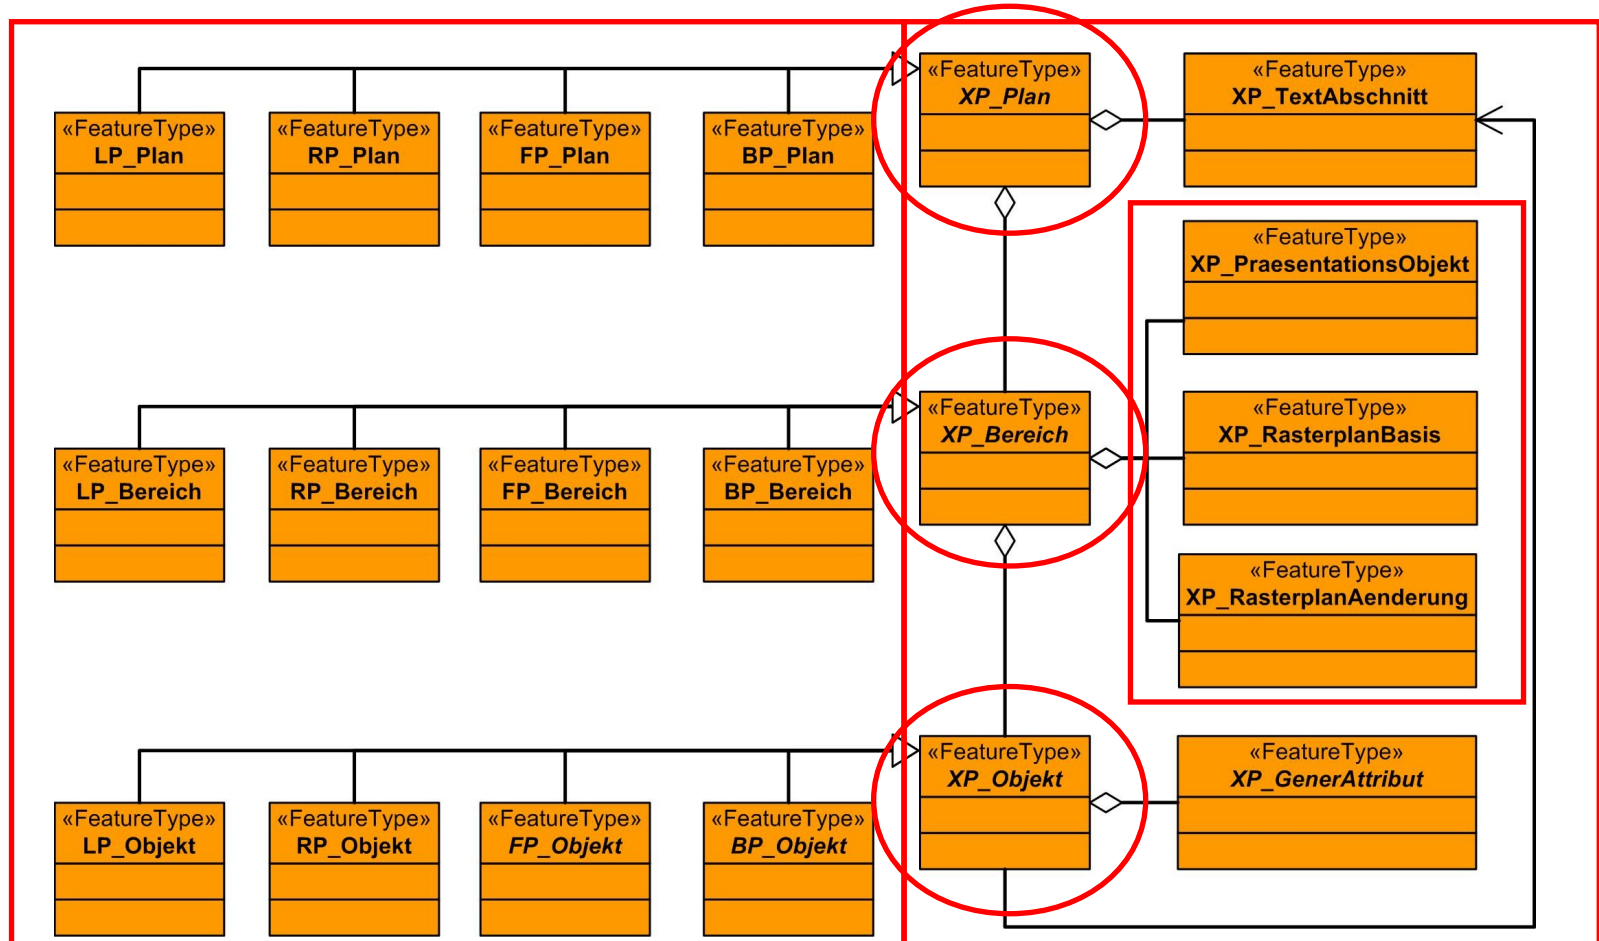 «FeatureType»
XP_Plan
«FeatureType»
XP_TextAbschnitt
«FeatureType»
LP_Plan
«FeatureType»
RP_Plan
«FeatureType»
FP_Plan
«FeatureType»
BP_Plan
«FeatureType»
XP_PraesentationsObjekt
«FeatureType»
XP_Bereich
«FeatureType»
XP_RasterplanBasis
«FeatureType»
LP_Bereich
«FeatureType»
RP_Bereich
«FeatureType»
FP_Bereich
«FeatureType»
BP_Bereich
«FeatureType»
XP_RasterplanAenderung
«FeatureType»
XP_Objekt
«FeatureType»
XP_GenerAttribut
«FeatureType»
LP_Objekt
«FeatureType»
RP_Objekt
«FeatureType»
FP_Objekt
«FeatureType»
BP_Objekt